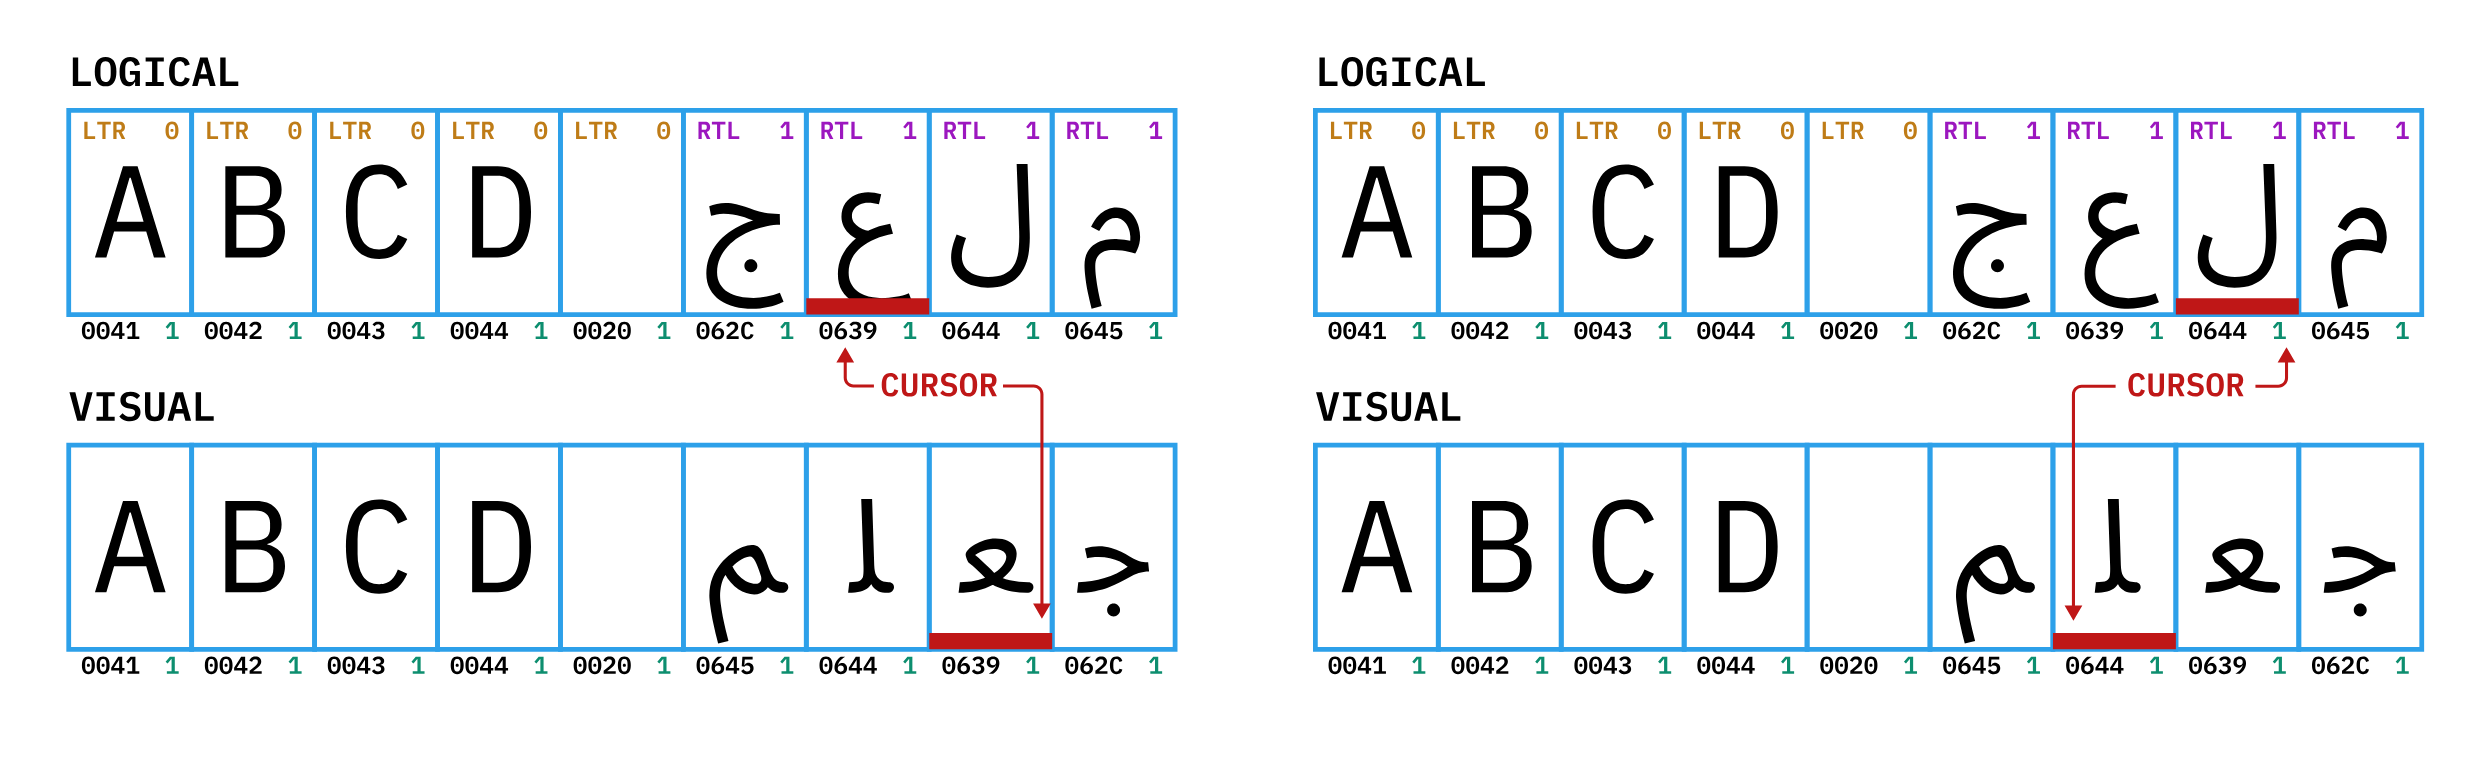 LOGICAL LOGICAL
LTR 0 LTR 0 LTR 0 LTR 0 LTR 0 RTL 1 RTL 1 RTL 1 RTL 1 LTR 0 LTR 0 LTR 0 LTR 0 LTR 0 RTL 1 RTL 1 RTL 1 RTL 1
A B C D ج ع ل م A B C D ج ع ل م
0041 1 0042 1 0043 1 0044 1 0020 1 062C 1 0639 1 0644 1 0645 1 0041 1 0042 1 0043 1 0044 1 0020 1 062C 1 0639 1 0644 1 0645 1
CURSOR CURSOR
VISUAL VISUAL
A B C D جعلم A B C D جعلم
0041 1 0042 1 0043 1 0044 1 0020 1 0645 1 0644 1 0639 1 062C 1 0041 1 0042 1 0043 1 0044 1 0020 1 0645 1 0644 1 0639 1 062C 1